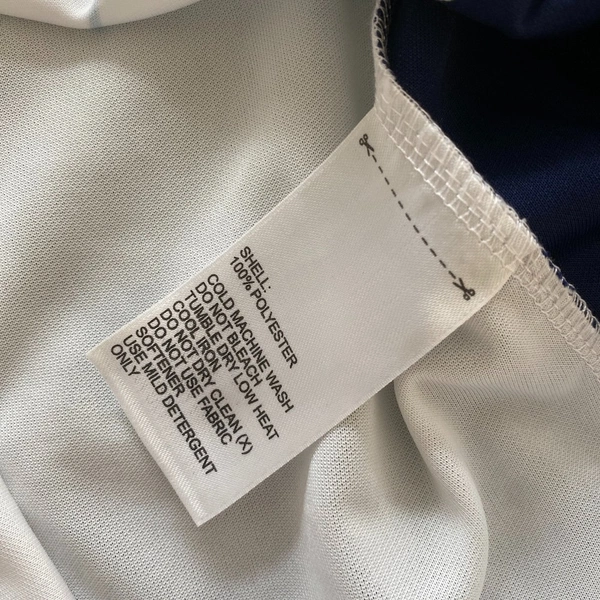 SHELL:
100% POLYESTER
COLD MACHINE WASH
DO NOT BLEACH
TUMBLE DRY LOW HEAT
COOL IRON
DO NOT DRY CLEAN (X)
DO NOT USE FABRIC
SOFTENER
USE MILD DETERGENT
ONLY